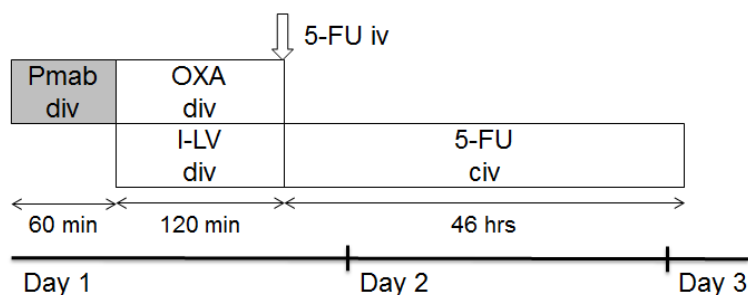 5-FU iv
Pmab
div
OXA
div
l-LV
div
5-FU
civ
60 min
120 min
46 hrs
Day 1
Day 2
Day 3